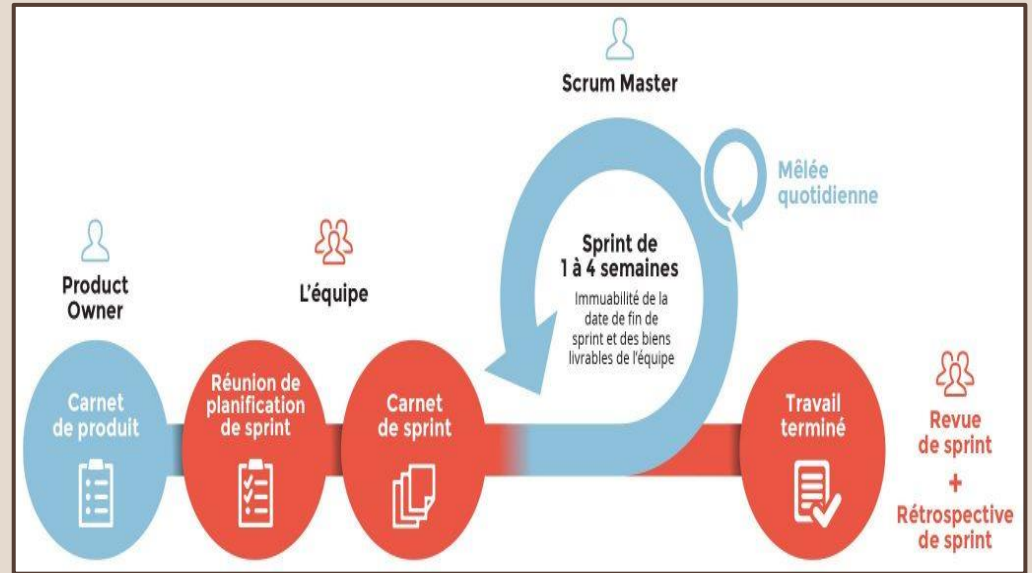 Scrum Master
Mêlée
quotidienne
Sprint de
1 à 4 semaines
Immuabilité de la
date de fin de
sprint et des biens
livrables de l'équipe
Product
Owner
L'équipe
Carnet
de produit
Réunion de
planification
de sprint
Carnet
de sprint
Travail
terminé
Revue
de sprint
+
Rétrospective
de sprint